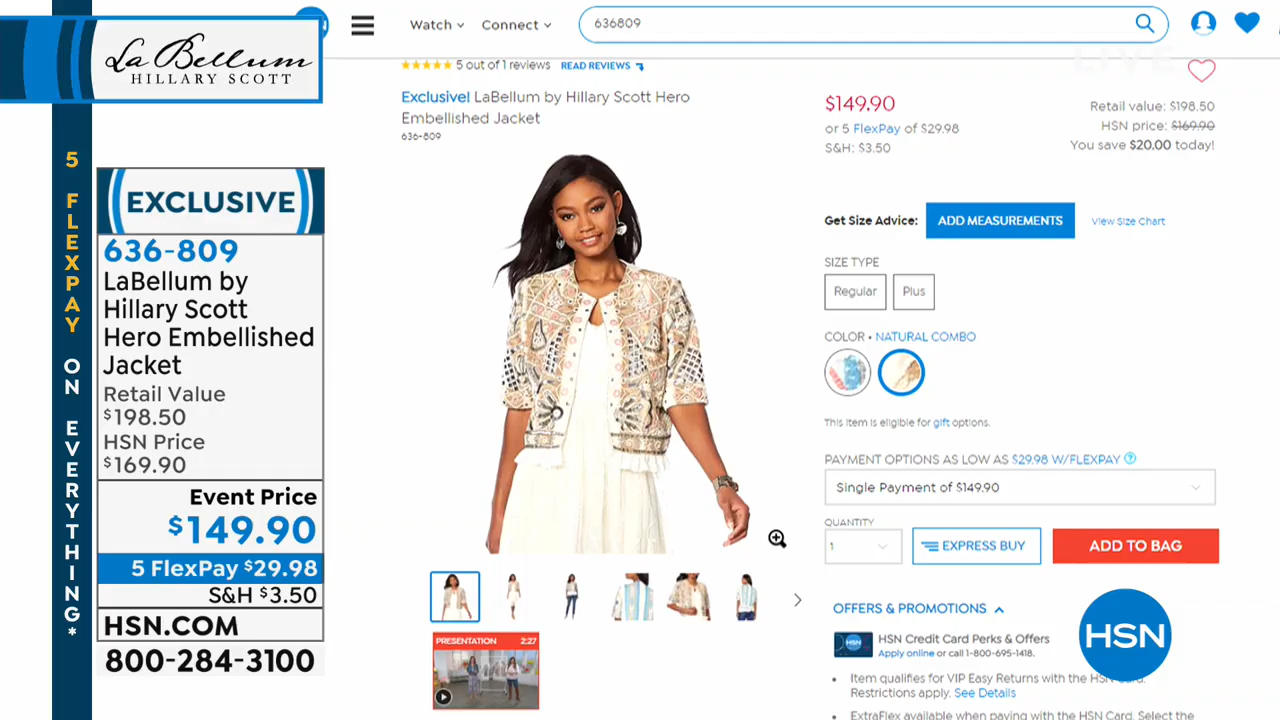 La Bellum
HILLARY SCOTT
5 FLEXPAY ON EVERYTHING*
EXCLUSIVE
636-809
LaBellum by
Hillary Scott
Hero Embellished
Jacket
Retail Value
$198.50
HSN Price
$169.90
Event Price
$149.90
5 FlexPay $29.98
S&H $3.50
HSN.COM
800-284-3100
Watch
Connect
636809
LIVE
5 out of 1 reviews READ REVIEWS
Exclusive! LaBellum by Hillary Scott Hero
Embellished Jacket
636-809
PRESENTATION 2:27
$149.90
or 5 FlexPay of $29.98
S&H: $3.50
Retail value: $198.50
HSN price: $169.90
You save $20.00 today!
Get Size Advice: ADD MEASUREMENTS View Size Chart
SIZE TYPE
Regular Plus
COLOR • NATURAL COMBO
This item is eligible for gift options.
PAYMENT OPTIONS AS LOW AS $29.98 W/FLEXPAY ?
Single Payment of $149.90
QUANTITY
1
EXPRESS BUY
ADD TO BAG
OFFERS & PROMOTIONS
HSN
HSN Credit Card Perks & Offers
Apply online or call 1-800-695-1418.
• Item qualifies for VIP Easy Returns with the HSN Card.
Restrictions apply. See Details
• ExtraFlex available when paying with the HSN Card. Select the
HSN